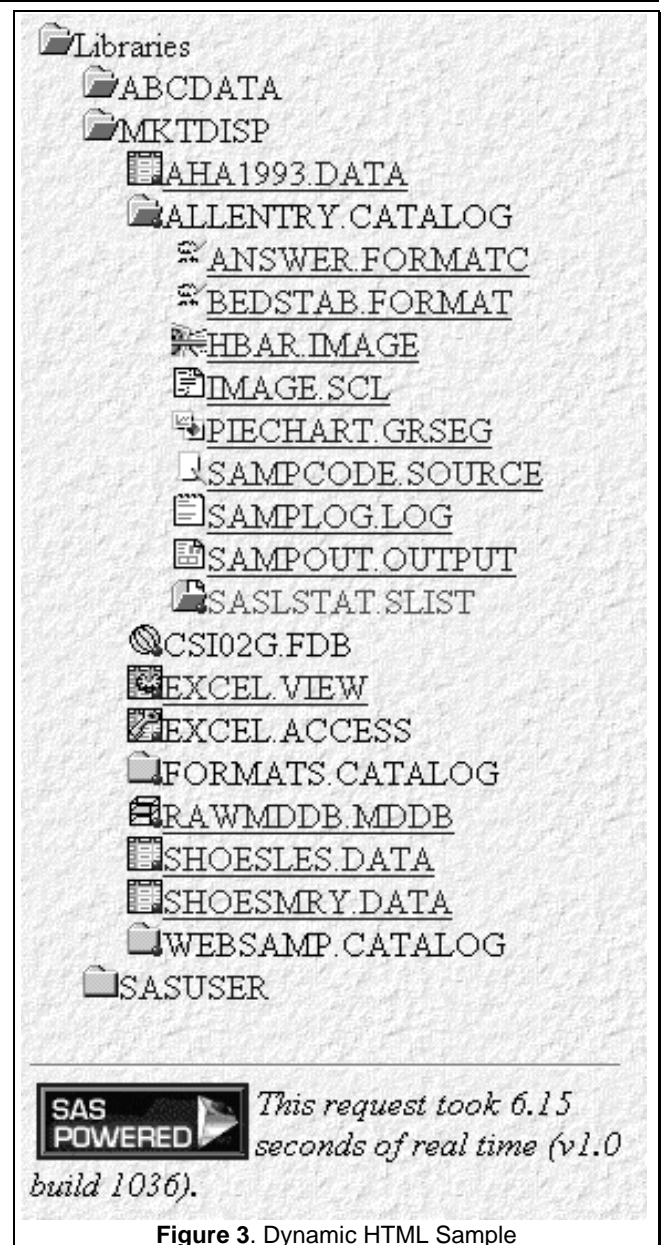 Libraries
ABCDATA
MKTDISP
AHA1993.DATA
ALLENTRY.CATALOG
ANSWER.FORMATC
BEDSTAB.FORMAT
HBAR.IMAGE
IMAGE.SCL
PIECHART.GRSEG
SAMPCODE.SOURCE
SAMPLOG.LOG
SAMPOUT.OUTPUT
SASLSTAT.SLIST
CSI02G.FDB
EXCEL.VIEW
EXCEL.ACCESS
FORMATS.CATALOG
RAWMDDB.MDDB
SHOESLES.DATA
SHOESMRY.DATA
WEBSAMP.CATALOG
SASUSER
SAS
POWERED
This request took 6.15
seconds of real time (v1.0
build 1036).
Figure 3. Dynamic HTML Sample